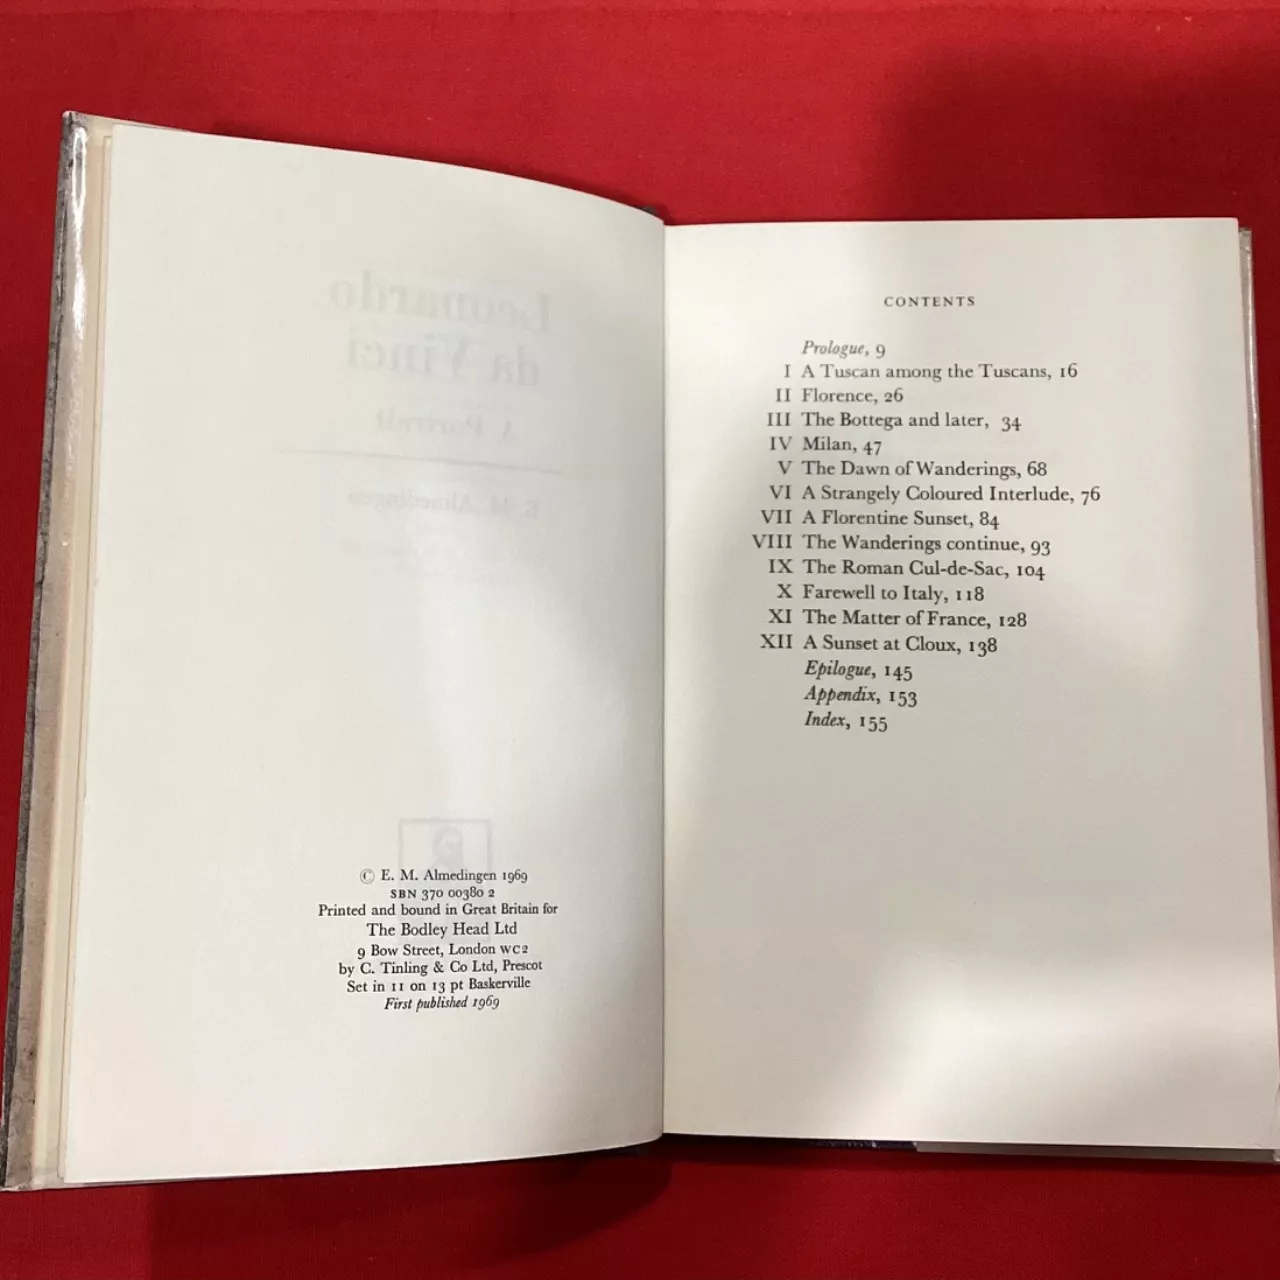 Leonardo
da Vinci
A Portrait
E. M. Almedingen
© E. M. Almedingen 1969
SBN 370 00380 2
Printed and bound in Great Britain for
The Bodley Head Ltd
9 Bow Street, London WC2
by C. Tinling & Co Ltd, Prescot
Set in 11 on 13 pt Baskerville
First published 1969
CONTENTS
Prologue, 9
I A Tuscan among the Tuscans, 16
II Florence, 26
III The Bottega and later, 34
IV Milan, 47
V The Dawn of Wanderings, 68
VI A Strangely Coloured Interlude, 76
VII A Florentine Sunset, 84
VIII The Wanderings continue, 93
IX The Roman Cul-de-Sac, 104
X Farewell to Italy, 118
XI The Matter of France, 128
XII A Sunset at Cloux, 138
Epilogue, 145
Appendix, 153
Index, 155